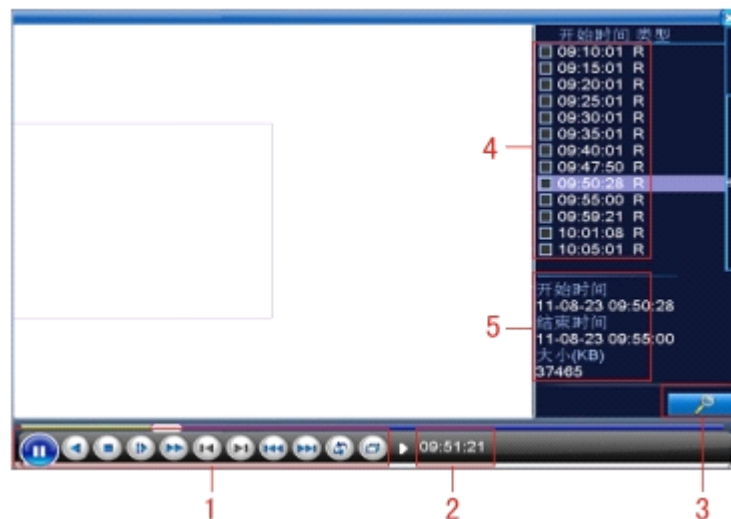 开始时间 类型
09:10:01 R
09:15:01 R
09:20:01 R
09:25:01 R
09:30:01 R
09:35:01 R
09:40:01 R
09:47:50 R
09:50:28 R
09:55:00 R
09:59:21 R
10:01:08 R
10:05:01 R
4
开始时间
11-08-23 09:50:28
结束时间
11-08-23 09:55:00
大小(KB)
37465
5
09:51:21
1
2
3